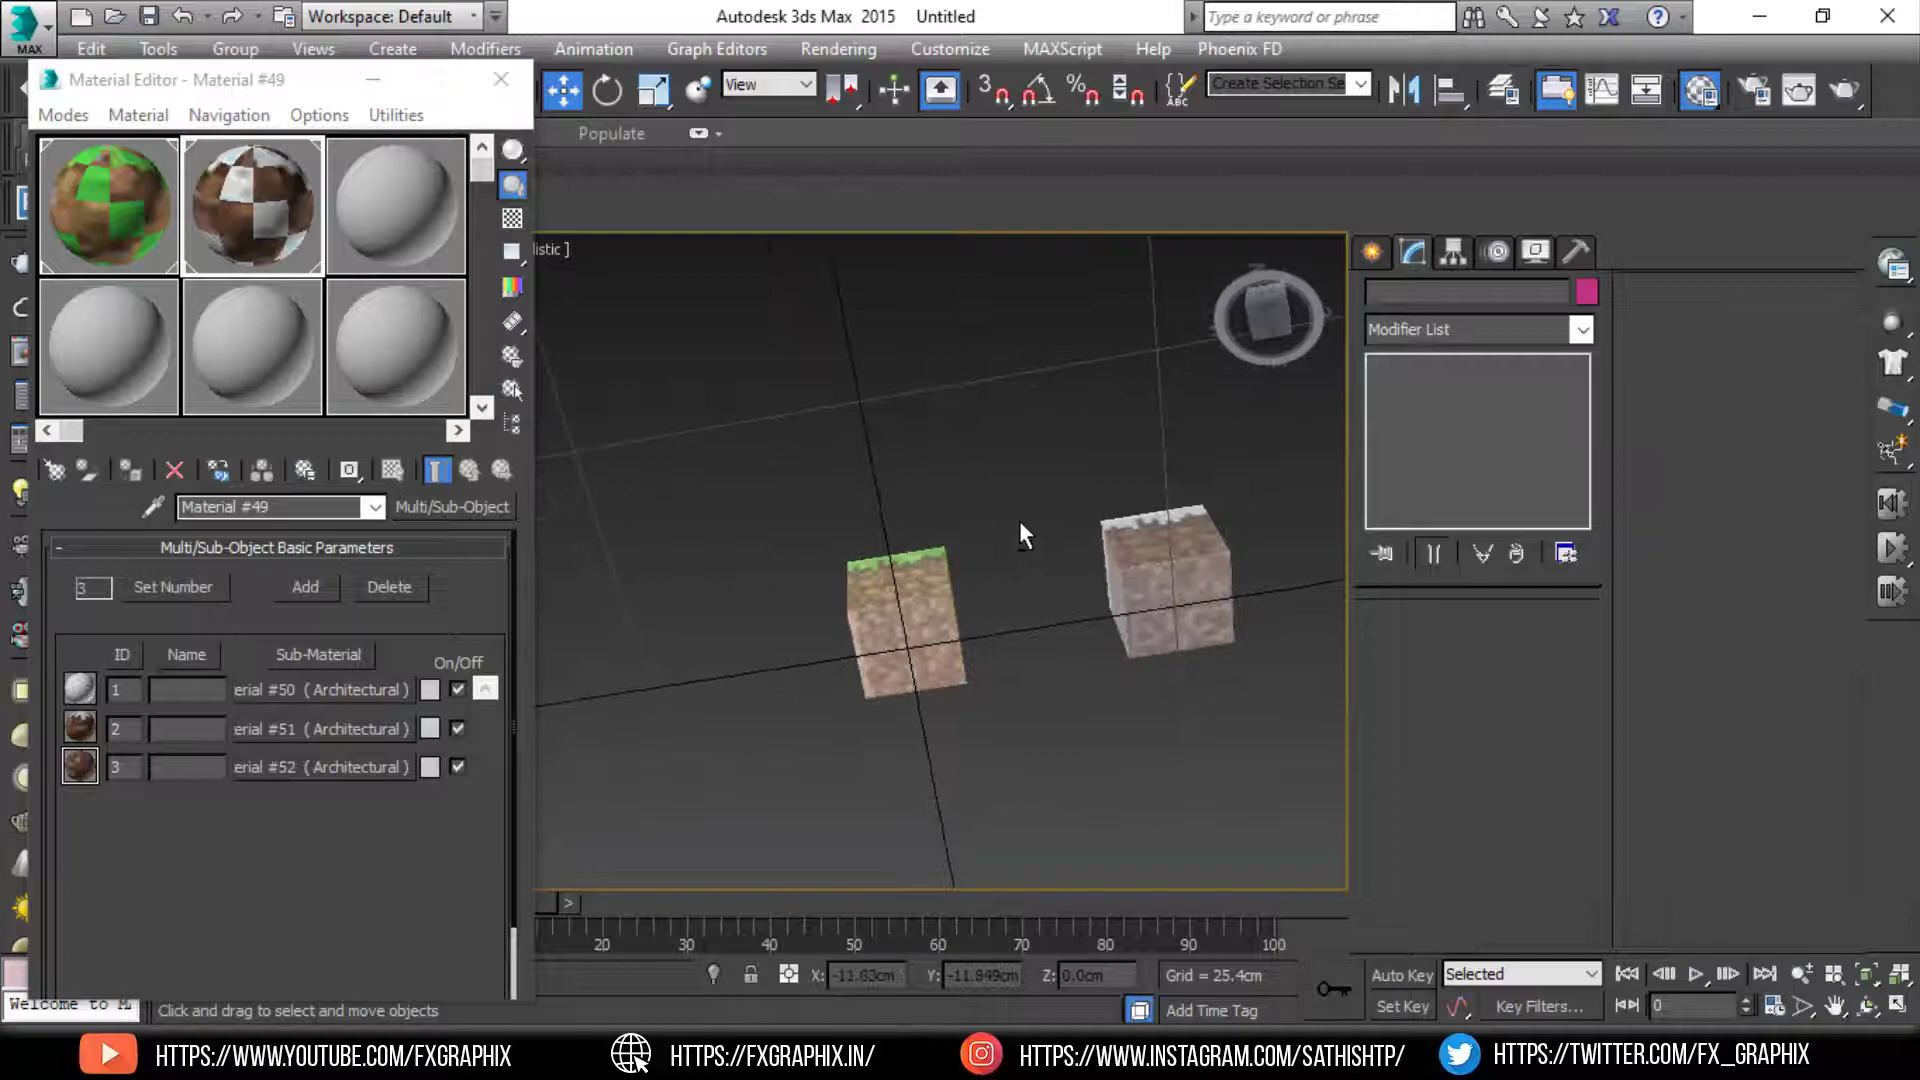 Workspace: Default
Autodesk 3ds Max 2015 Untitled
Type a keyword or phrase
MAX
Edit Tools Group Views Create Modifiers Animation Graph Editors Rendering Customize MAXScript Help Phoenix FD
Material Editor - Material #49
View
3
ABC
Create Selection Se
Modes Material Navigation Options Utilities
Populate
listic ]
Modifier List
Material #49
Multi/Sub-Object
- Multi/Sub-Object Basic Parameters
3 Set Number Add Delete
ID Name Sub-Material On/Off
1 erial #50 ( Architectural )
2 erial #51 ( Architectural )
3 erial #52 ( Architectural )
20 30 40 50 60 70 80 90 100
X: -11.83cm Y: -11.849cm Z: 0.0cm Grid = 25.4cm
Auto Key Selected
Welcome to M
Click and drag to select and move objects
Add Time Tag
Set Key Key Filters... 0
HTTPS://WWW.YOUTUBE.COM/FXGRAPHIX
HTTPS://FXGRAPHIX.IN/
HTTPS://WWW.INSTAGRAM.COM/SATHISHTP/
HTTPS://TWITTER.COM/FX_GRAPHIX